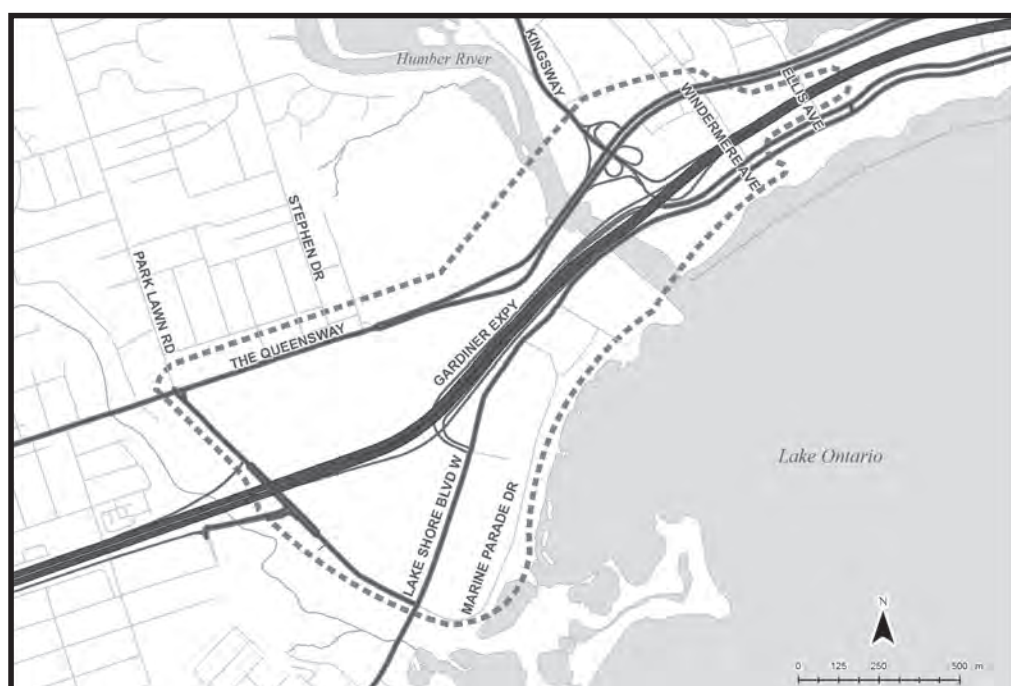 KINGSWAY
Humber River
ELLIS AVE
WINDERMERE AVE
STEPHEN DR
PARK LAWN RD
THE QUEENSWAY
GARDINER EXPY
Lake Ontario
LAKE SHORE BLVD W
MARINE PARADE DR
N
0 125 250 500 m